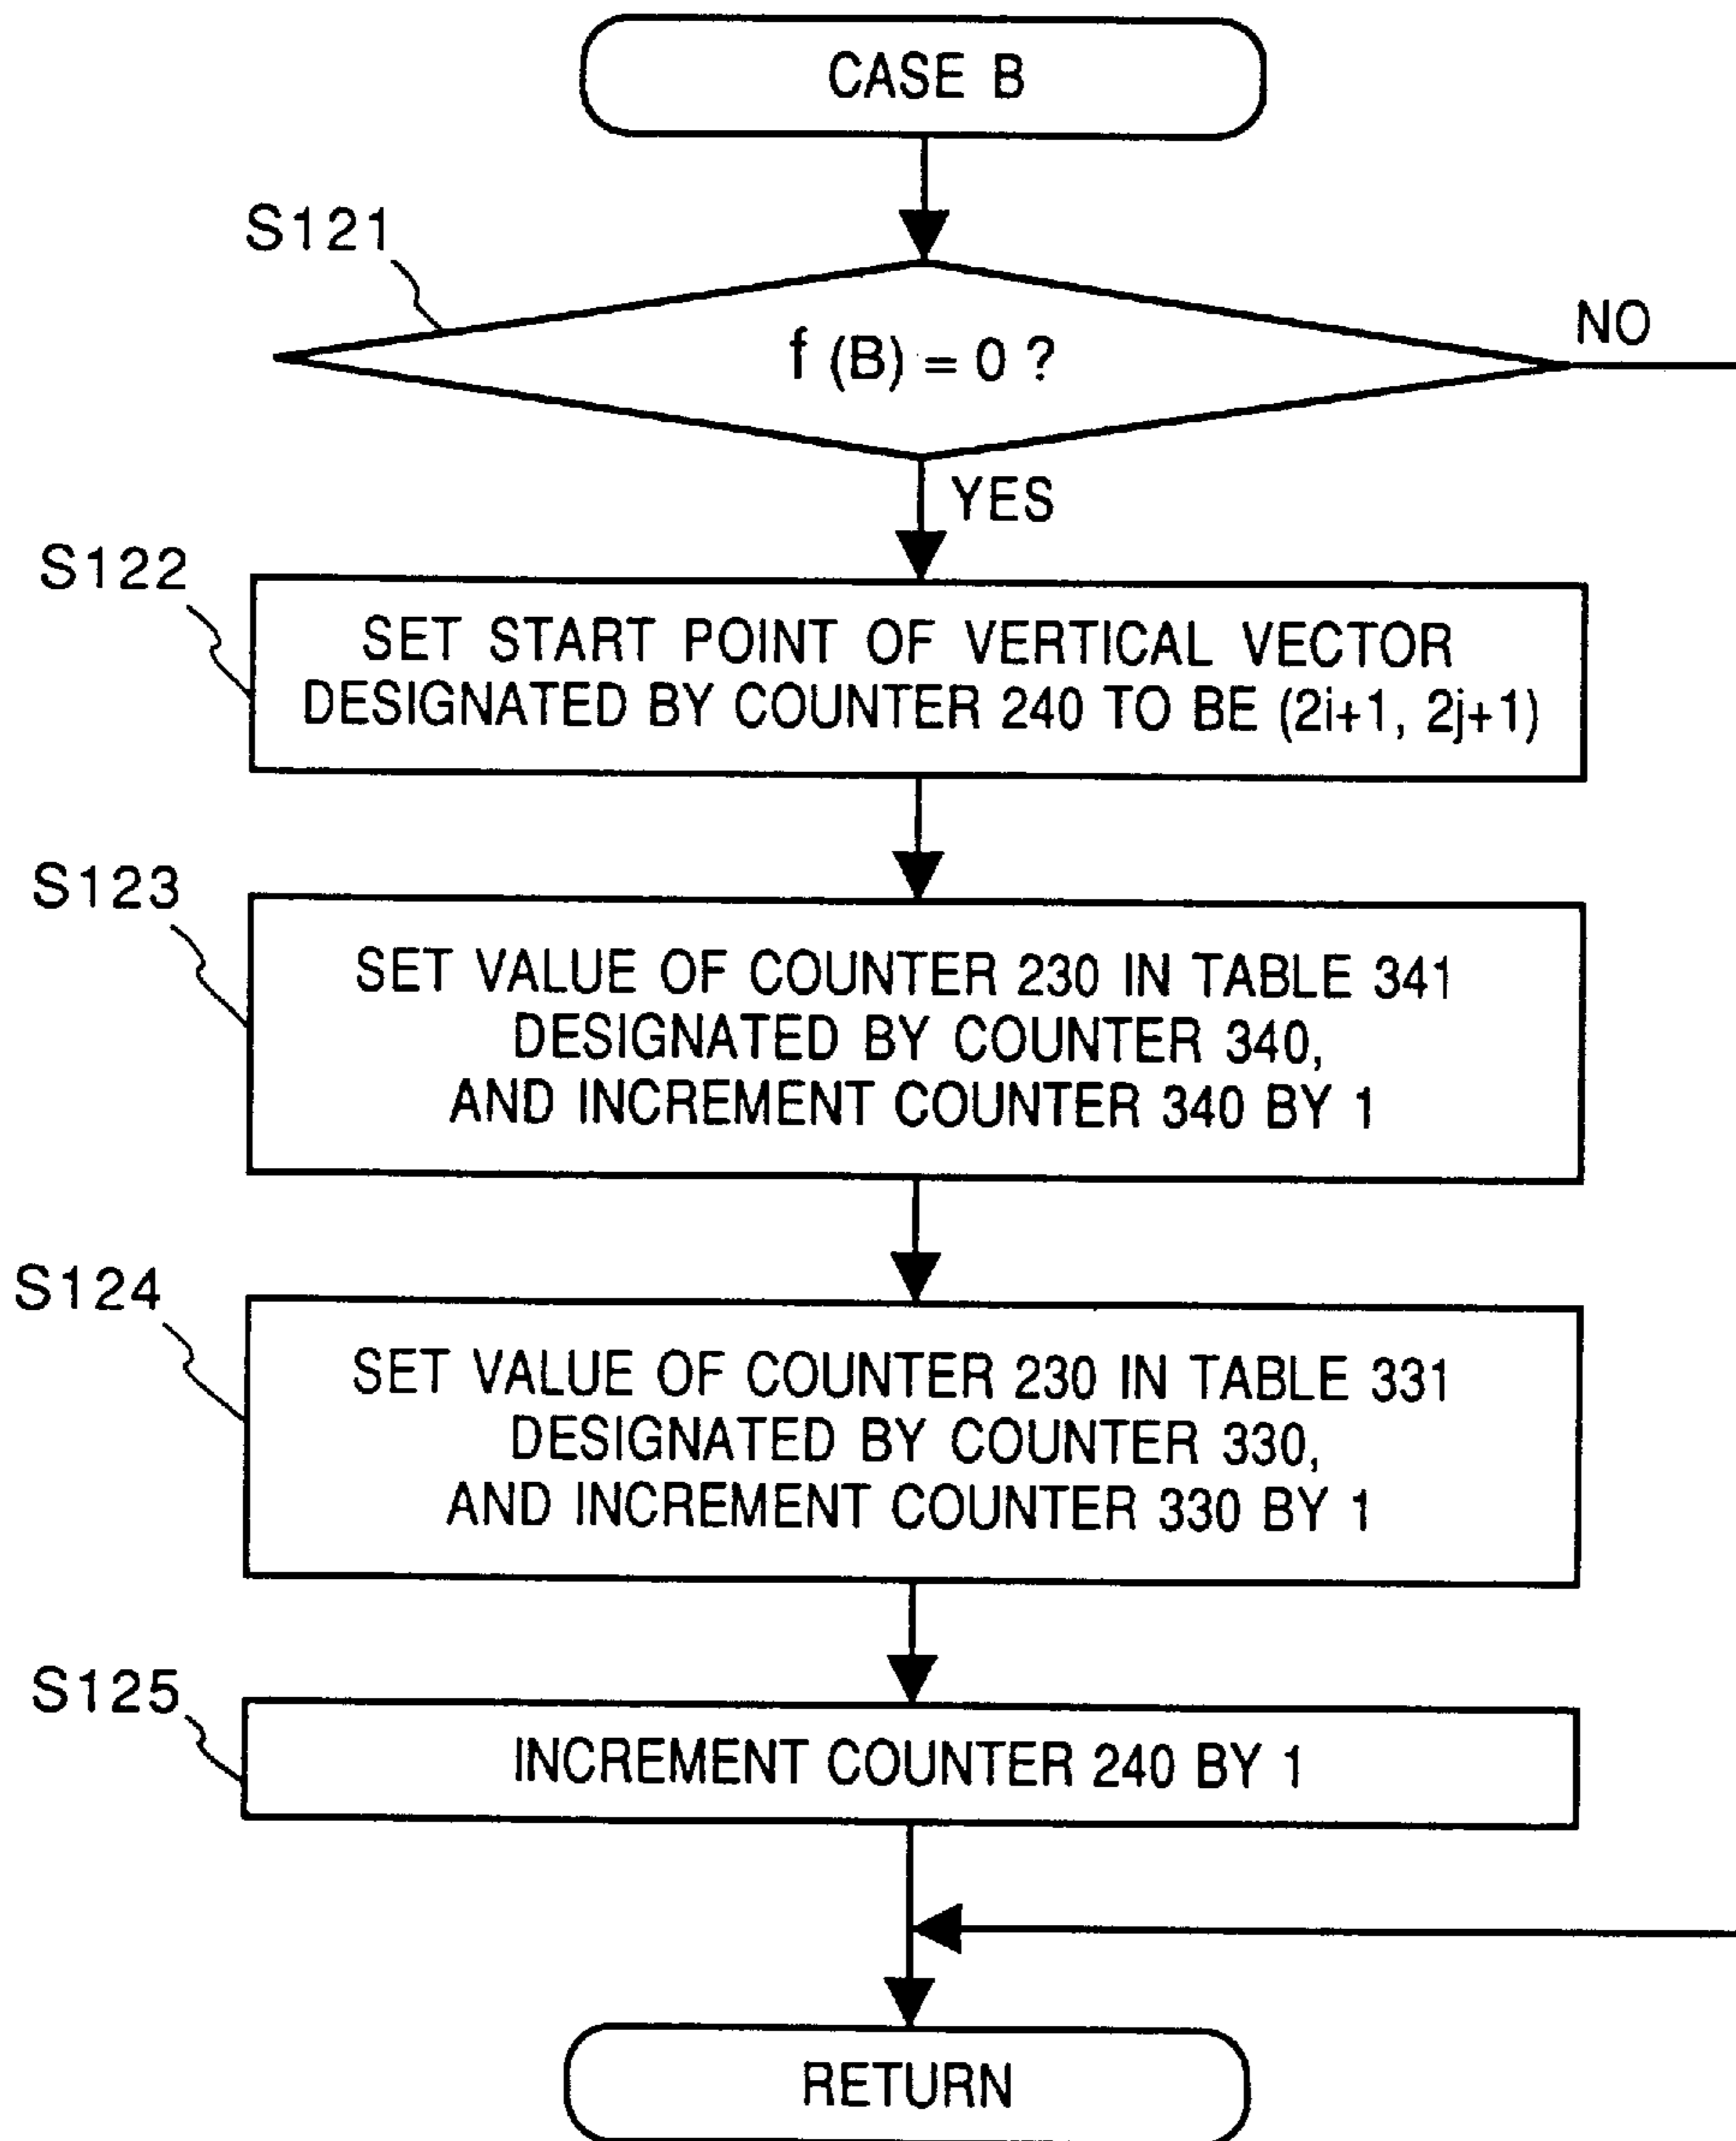 CASE B
S121
f (B) = 0 ?
NO
YES
S122
SET START POINT OF VERTICAL VECTOR
DESIGNATED BY COUNTER 240 TO BE (2i+1, 2j+1)
S123
SET VALUE OF COUNTER 230 IN TABLE 341
DESIGNATED BY COUNTER 340,
AND INCREMENT COUNTER 340 BY 1
S124
SET VALUE OF COUNTER 230 IN TABLE 331
DESIGNATED BY COUNTER 330,
AND INCREMENT COUNTER 330 BY 1
S125
INCREMENT COUNTER 240 BY 1
RETURN